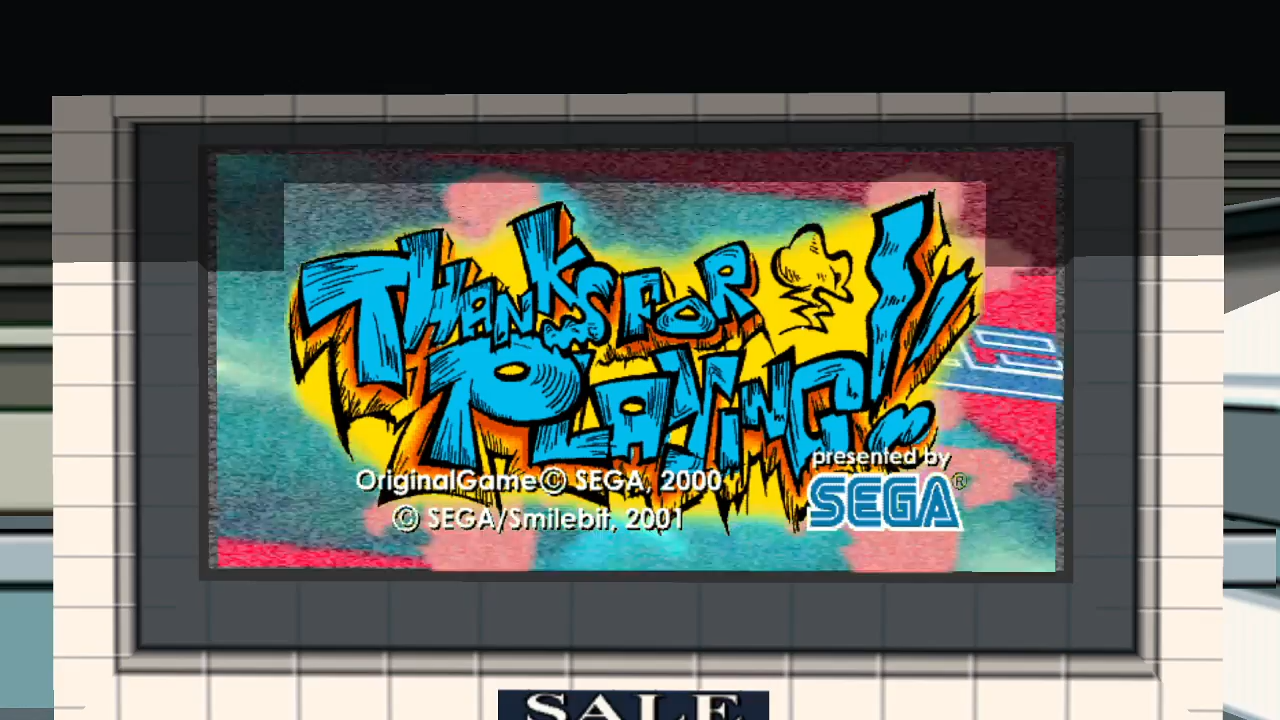 THANKS FOR
PLAYING!!
presented by
OriginalGame© SEGA, 2000
SEGA®
© SEGA/Smilebit, 2001
SALE